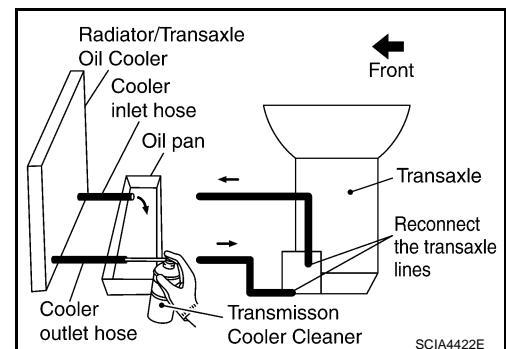 Radiator/Transaxle
Oil Cooler
Cooler
inlet hose
Oil pan
Front
Transaxle
Reconnect
the transaxle
lines
Cooler
outlet hose
Transmisson
Cooler Cleaner
SCIA4422E